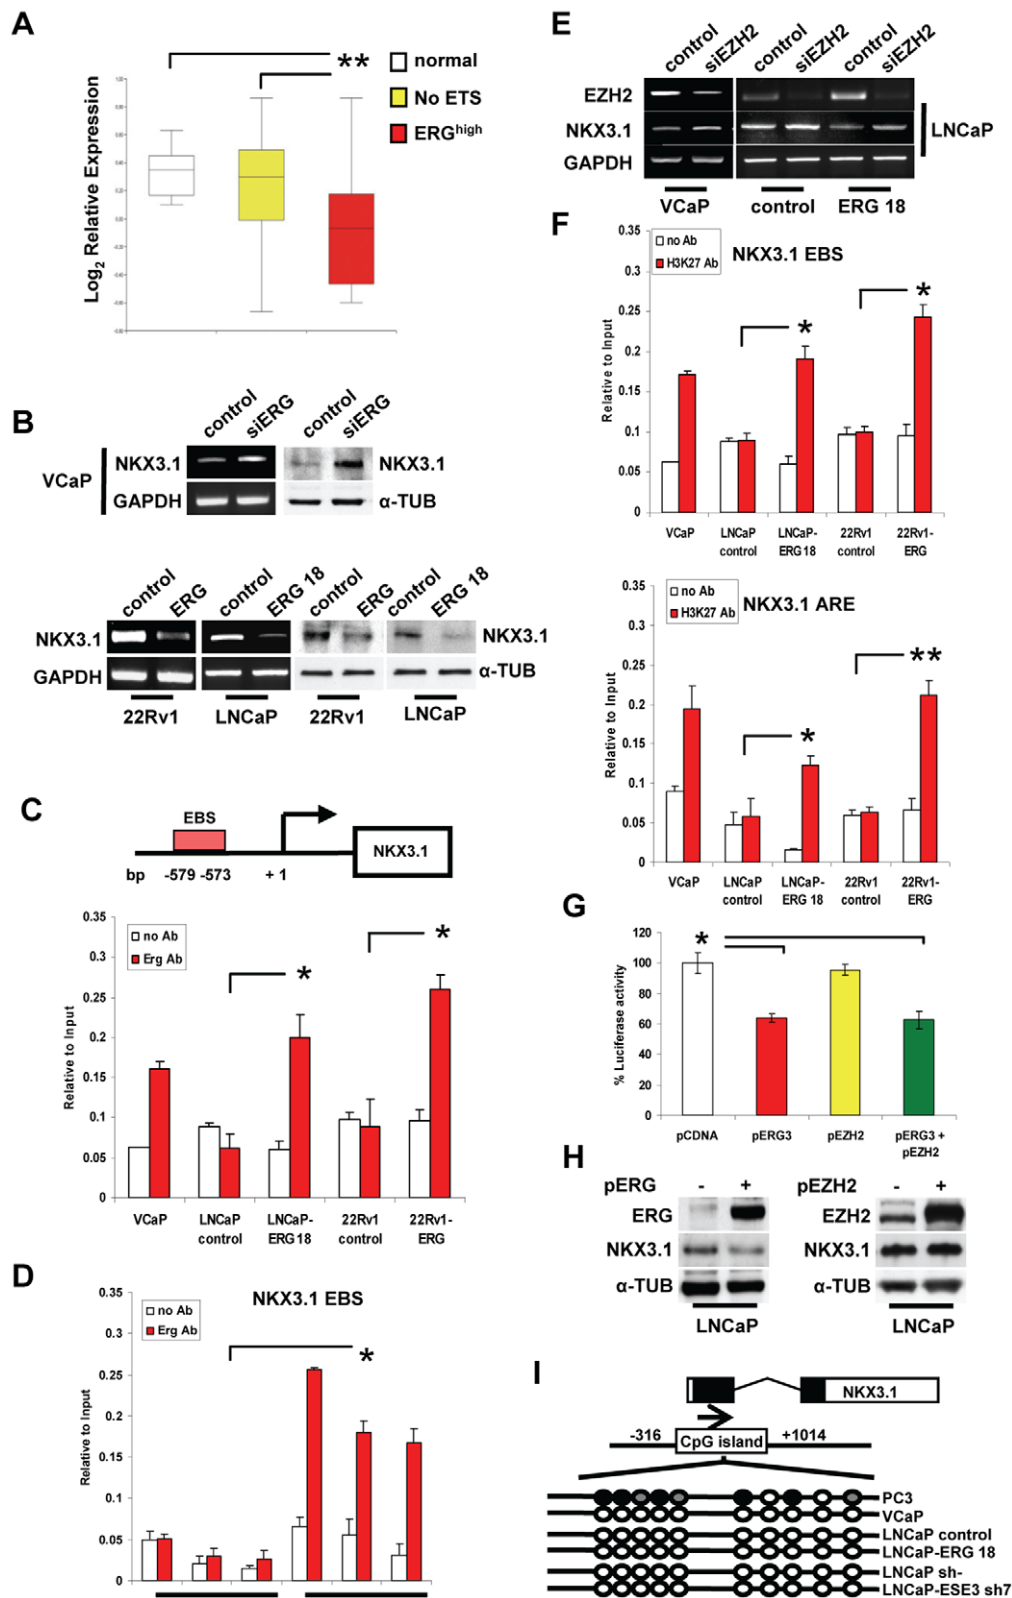 A
normal
No ETS
ERGhigh
**
Log2 Relative Expression
B
control
siERG
control
siERG
VCaP
NKX3.1
NKX3.1
GAPDH
α-TUB
control
ERG
control
ERG 18
control
ERG
control
ERG 18
NKX3.1
NKX3.1
GAPDH
α-TUB
22Rv1
LNCaP
22Rv1
LNCaP
C
EBS
NKX3.1
bp
-579 -573
+ 1
no Ab
Erg Ab
*
*
Relative to Input
0.35
0.3
0.25
0.2
0.15
0.1
0.05
0
VCaP
LNCaP control
LNCaP-ERG 18
22Rv1 control
22Rv1-ERG
D
NKX3.1 EBS
no Ab
Erg Ab
*
Relative to Input
0.35
0.3
0.25
0.15
0.1
0.05
0
E
control
siEZH2
control
siEZH2
control
siEZH2
EZH2
NKX3.1
GAPDH
LNCaP
VCaP
control
ERG 18
F
NKX3.1 EBS
no Ab
H3K27 Ab
*
*
Relative to Input
0.35
0.3
0.25
0.2
0.15
0.1
0.05
0
VCaP
LNCaP control
LNCaP-ERG 18
22Rv1 control
22Rv1-ERG
NKX3.1 ARE
no Ab
H3K27 Ab
*
**
Relative to Input
0.35
0.3
0.25
0.2
0.15
0.1
0.05
0
VCaP
LNCaP control
LNCaP-ERG 18
22Rv1 control
22Rv1-ERG
G
*
% Luciferase activity
120
100
80
60
40
20
0
pCDNA
pERG3
pEZH2
pERG3 + pEZH2
H
pERG
-
+
ERG
NKX3.1
α-TUB
LNCaP
pEZH2
-
+
EZH2
NKX3.1
α-TUB
LNCaP
I
NKX3.1
-316
CpG island
+1014
PC3
VCaP
LNCaP control
LNCaP-ERG 18
LNCaP sh-
LNCaP-ESE3 sh7